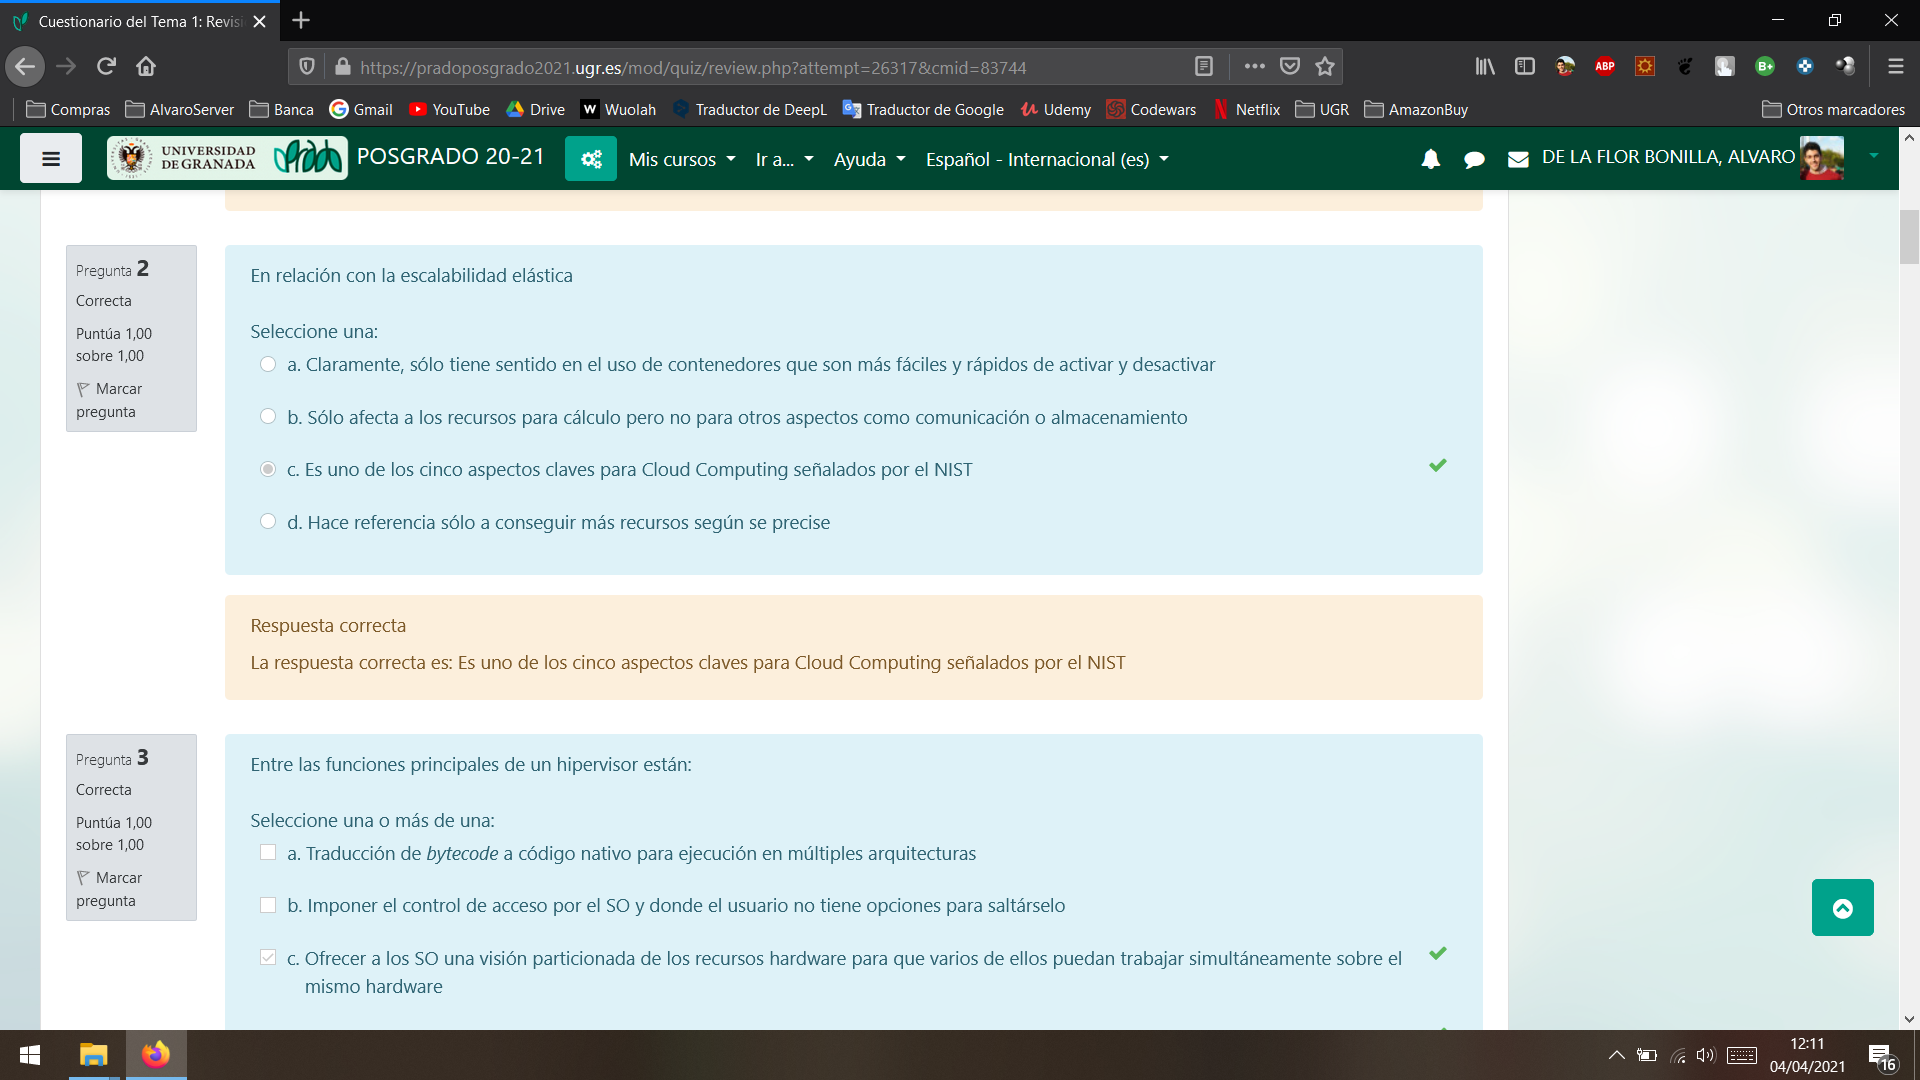 Cuestionario del Tema 1: Revisi
https://pradoposgrado2021.ugr.es/mod/quiz/review.php?attempt=26317&cmid=83744
ABP
B+
Compras AlvaroServer Banca Gmail YouTube Drive Wuolah Traductor de DeepL Traductor de Google Udemy Codewars Netflix UGR AmazonBuy Otros marcadores
UNIVERSIDAD DE GRANADA Prado POSGRADO 20-21 Mis cursos Ir a... Ayuda Español - Internacional (es) DE LA FLOR BONILLA, ALVARO
Pregunta 2
Correcta
Puntúa 1,00
sobre 1,00
Marcar
pregunta
En relación con la escalabilidad elástica
Seleccione una:
a. Claramente, sólo tiene sentido en el uso de contenedores que son más fáciles y rápidos de activar y desactivar
b. Sólo afecta a los recursos para cálculo pero no para otros aspectos como comunicación o almacenamiento
c. Es uno de los cinco aspectos claves para Cloud Computing señalados por el NIST
d. Hace referencia sólo a conseguir más recursos según se precise
Respuesta correcta
La respuesta correcta es: Es uno de los cinco aspectos claves para Cloud Computing señalados por el NIST
Pregunta 3
Correcta
Puntúa 1,00
sobre 1,00
Marcar
pregunta
Entre las funciones principales de un hipervisor están:
Seleccione una o más de una:
a. Traducción de bytecode a código nativo para ejecución en múltiples arquitecturas
b. Imponer el control de acceso por el SO y donde el usuario no tiene opciones para saltárselo
c. Ofrecer a los SO una visión particionada de los recursos hardware para que varios de ellos puedan trabajar simultáneamente sobre el
mismo hardware
12:11
04/04/2021
16